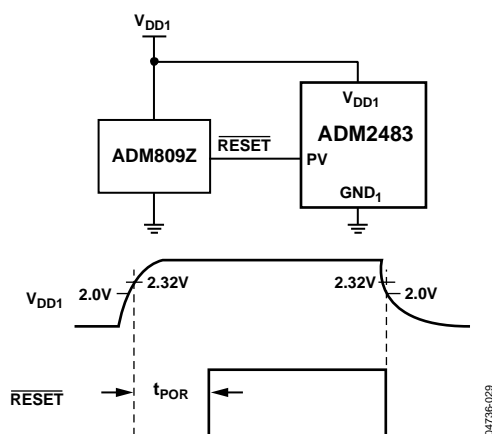 VDD1
VDD1
ADM2483
ADM809Z
RESET
PV
GND1
2.32V
2.32V
2.0V
2.0V
VDD1
RESET
tPOR
04736-029